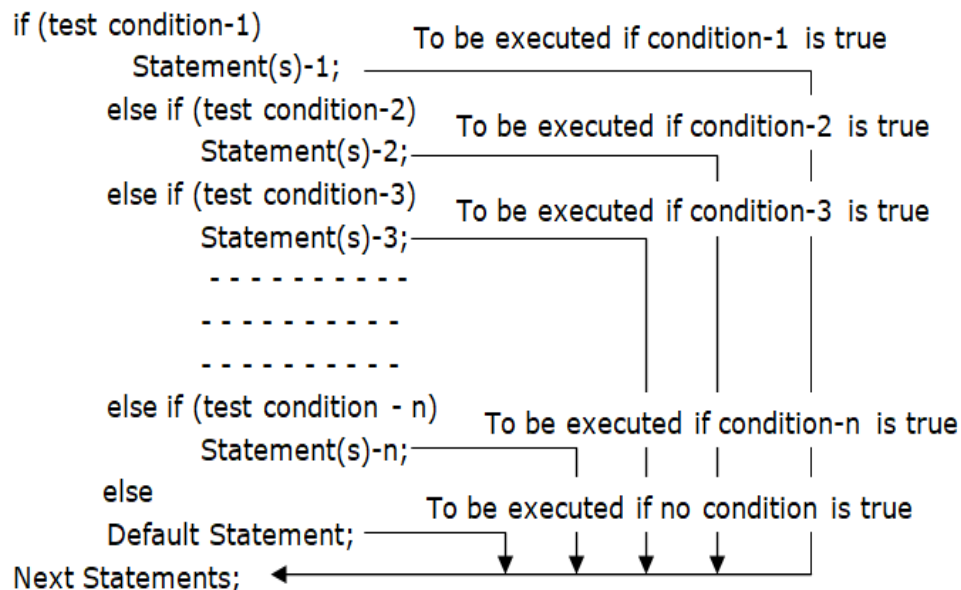 if (test condition-1)
To be executed if condition-1 is true
Statement(s)-1;
else if (test condition-2)
To be executed if condition-2 is true
Statement(s)-2;
else if (test condition-3)
To be executed if condition-3 is true
Statement(s)-3;
- - - - - - - - - -
- - - - - - - - - -
- - - - - - - - - -
else if (test condition - n)
To be executed if condition-n is true
Statement(s)-n;
else
To be executed if no condition is true
Default Statement;
Next Statements;